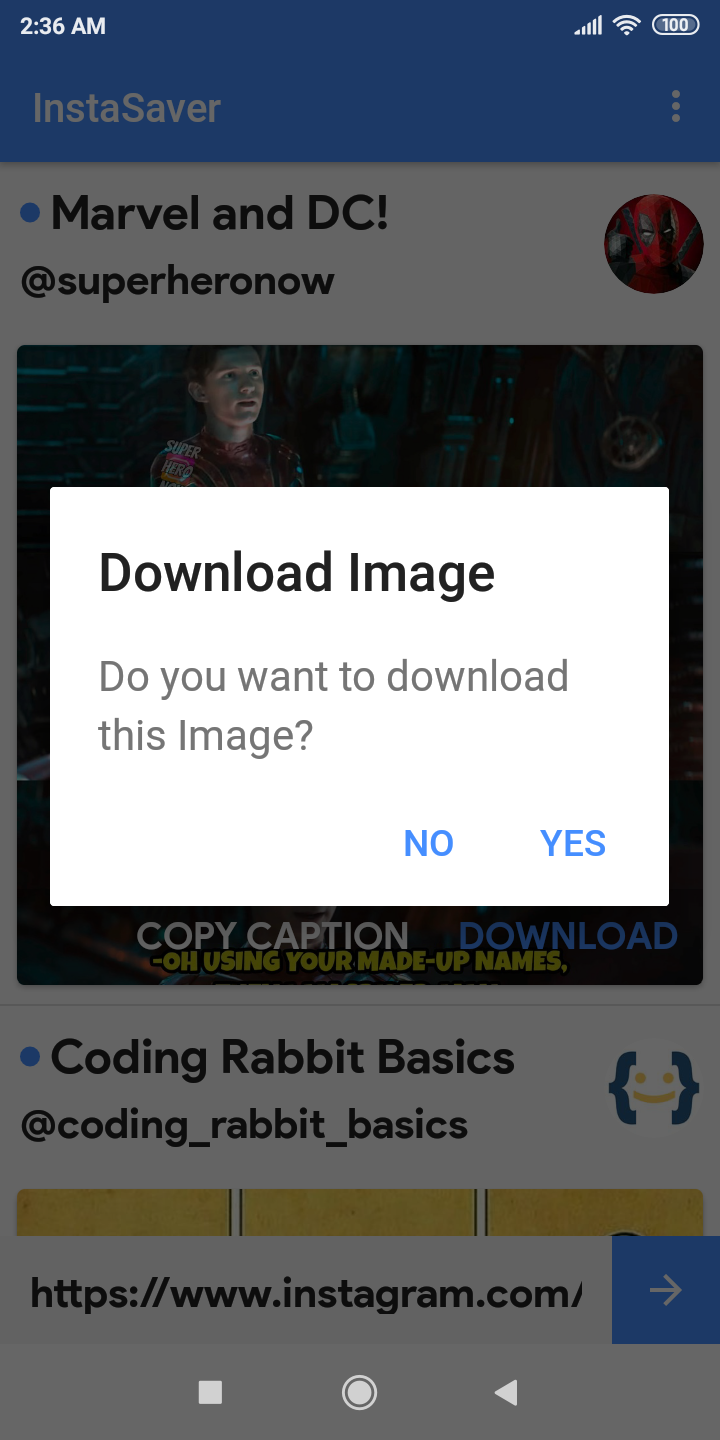 2:36 AM
100
InstaSaver
Marvel and DC!
@superheronow
SUPER
HERO
Download Image
Do you want to download
this Image?
NO YES
COPY CAPTION DOWNLOAD
-OH USING YOUR MADE-UP NAMES,
Coding Rabbit Basics
@coding_rabbit_basics
https://www.instagram.com/